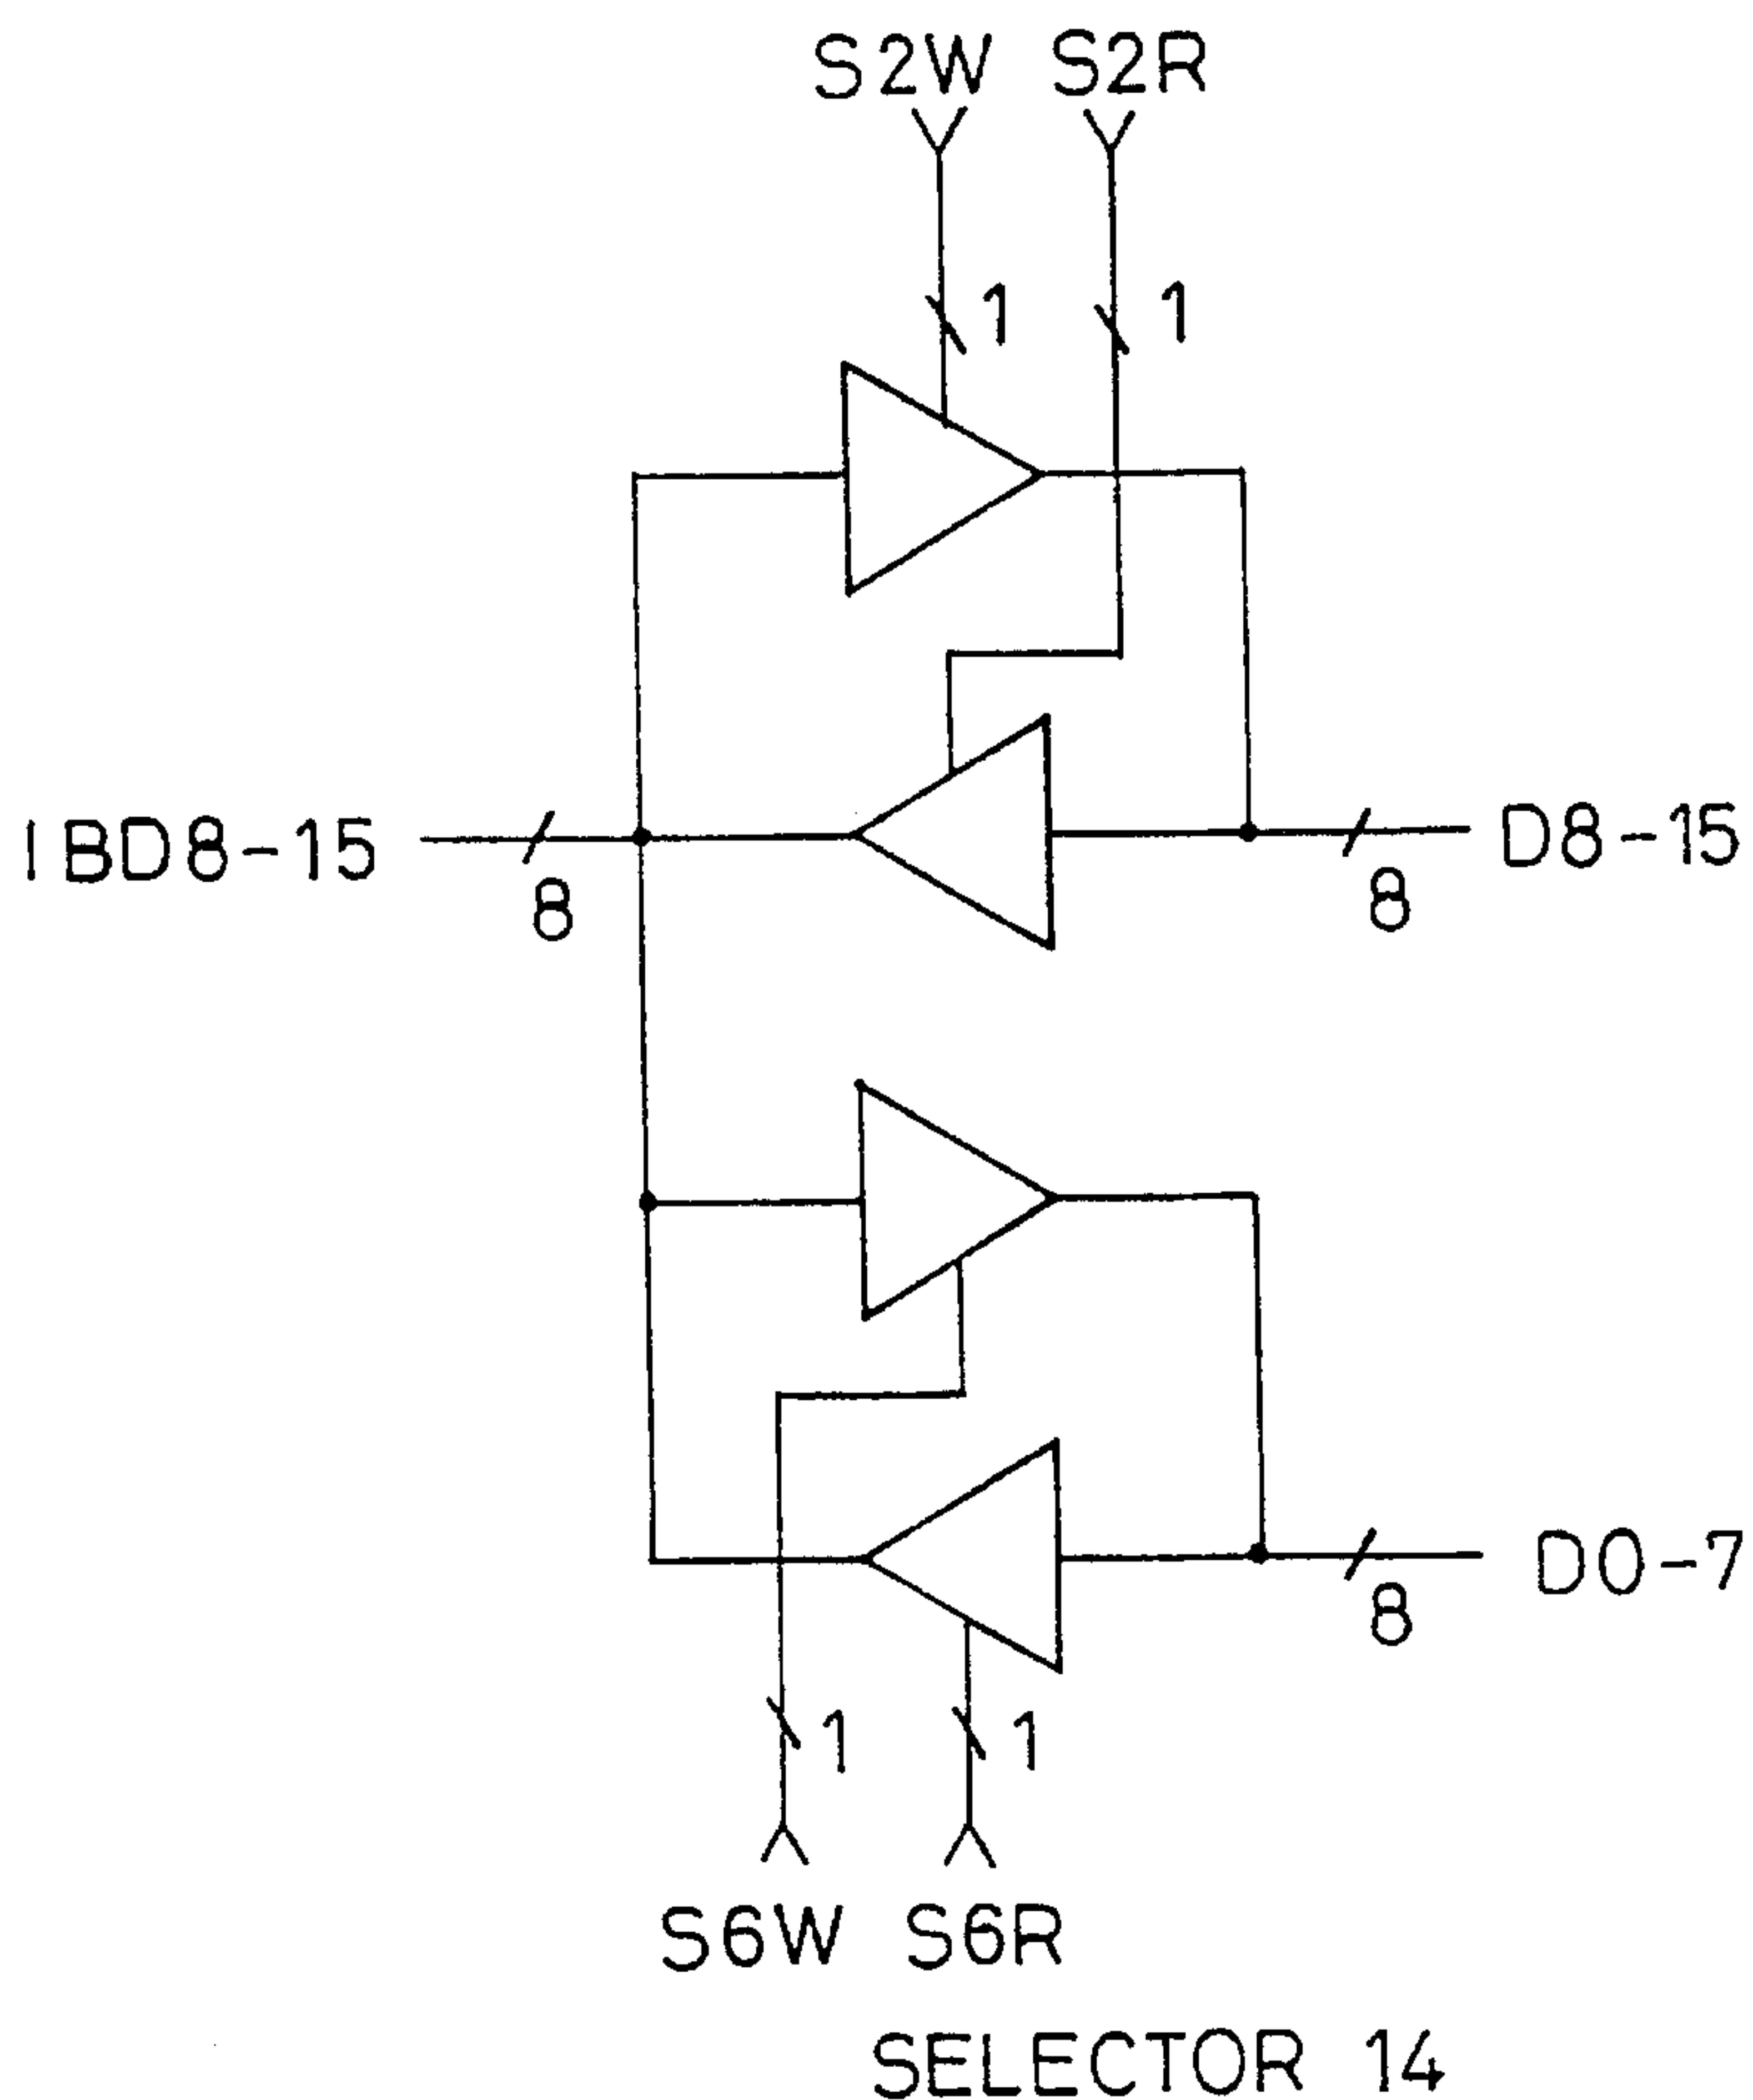 S2W S2R
1 1
IBD8-15 8 8 D8-15
8 D0-7
1 1
S6W S6R
SELECTOR 14